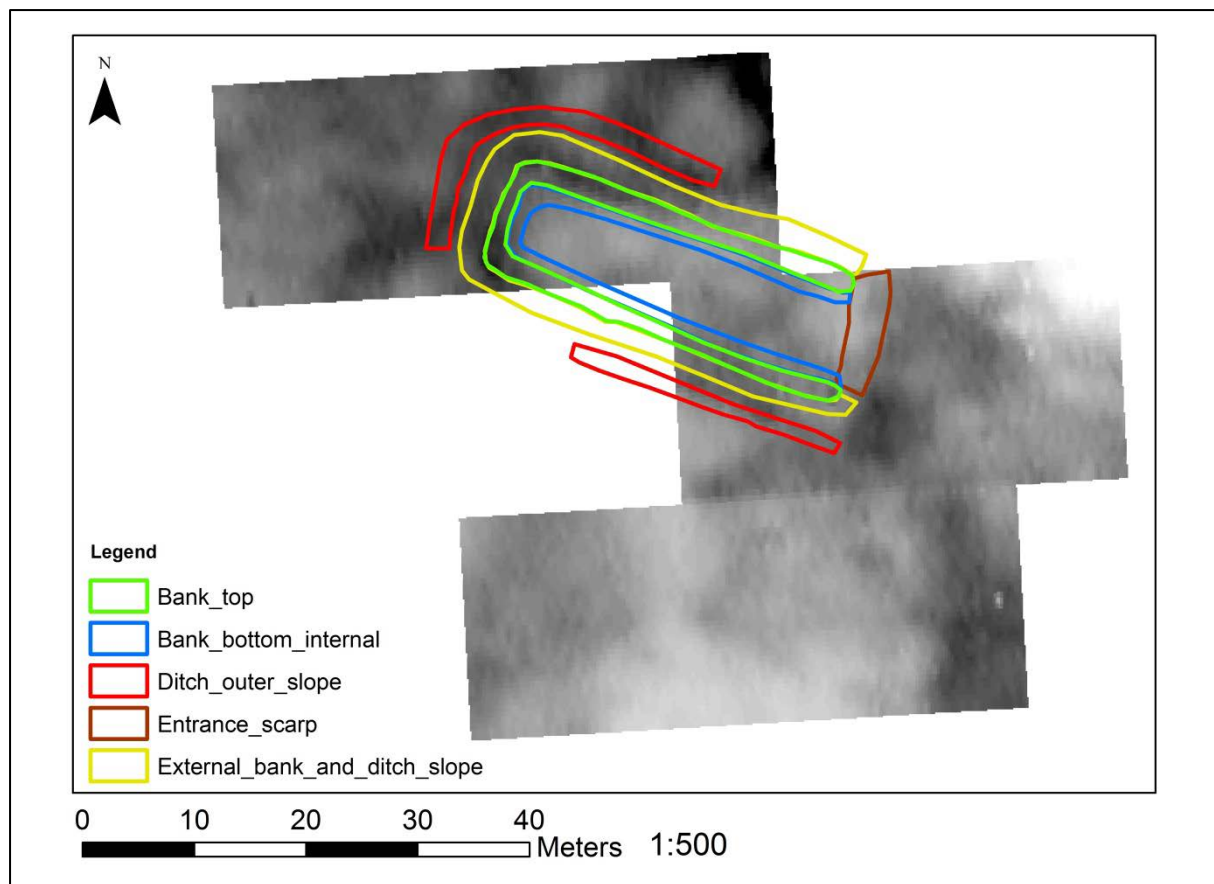 N
Legend
Bank_top
Bank_bottom_internal
Ditch_outer_slope
Entrance_scarp
External_bank_and_ditch_slope
0 10 20 30 40
Meters 1:500